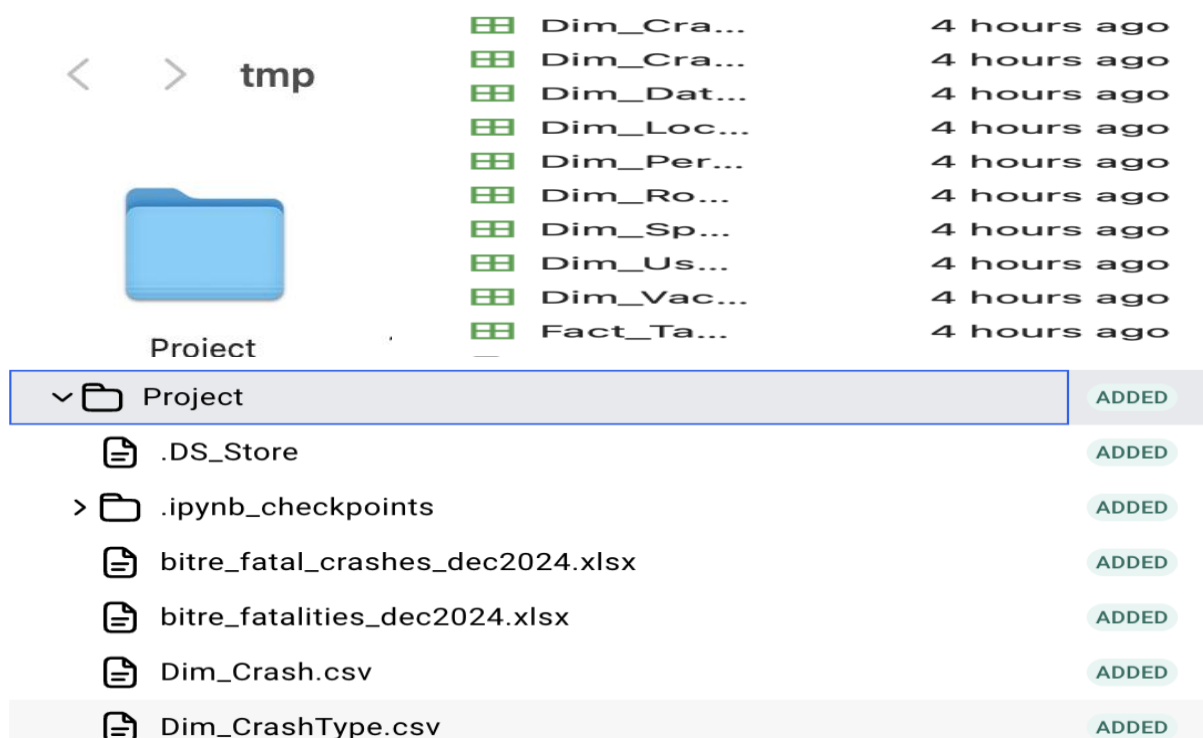 tmp
Project
Dim_Cra... 4 hours ago
Dim_Cra... 4 hours ago
Dim_Dat... 4 hours ago
Dim_Loc... 4 hours ago
Dim_Per... 4 hours ago
Dim_Ro... 4 hours ago
Dim_Sp... 4 hours ago
Dim_Us... 4 hours ago
Dim_Vac... 4 hours ago
Fact_Ta... 4 hours ago
Project ADDED
.DS_Store ADDED
.ipynb_checkpoints ADDED
bitre_fatal_crashes_dec2024.xlsx ADDED
bitre_fatalities_dec2024.xlsx ADDED
Dim_Crash.csv ADDED
Dim_CrashType.csv ADDED